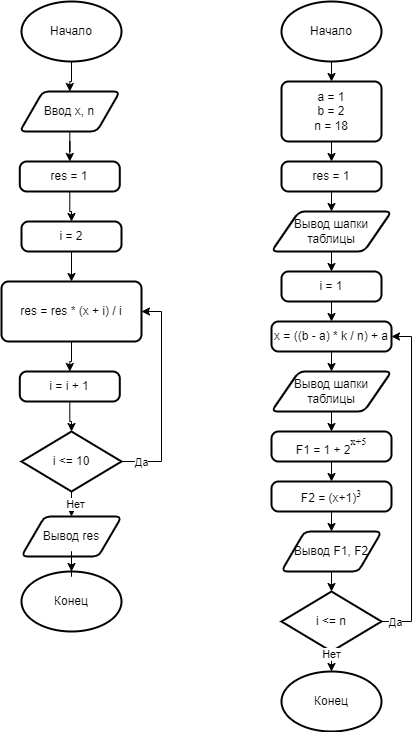 Начало
Ввод x, n
res = 1
i = 2
res = res * (x + i) / i
i = i + 1
i <= 10
Да
Нет
Вывод res
Конец
Начало
a = 1
b = 2
n = 18
res = 1
Вывод шапки
таблицы
i = 1
x = ((b - a) * k / n) + a
Вывод шапки
таблицы
F1 = 1 + 2^x+5
F2 = (x+1)^3
Вывод F1, F2
i <= n
Да
Нет
Конец